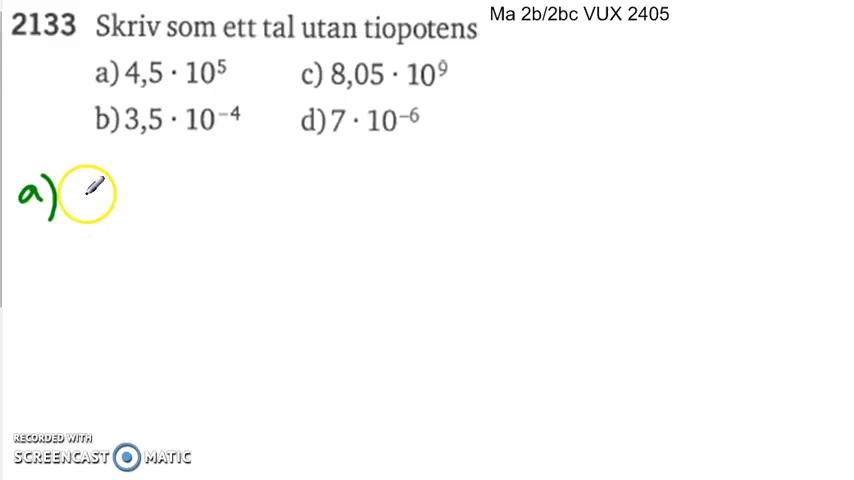 2133 Skriv som ett tal utan tiopotens
Ma 2b/2bc VUX 2405
a) 4,5 · 10⁵ c) 8,05 · 10⁹
b) 3,5 · 10⁻⁴ d) 7 · 10⁻⁶
a)
RECORDED WITH
SCREENCAST MATIC